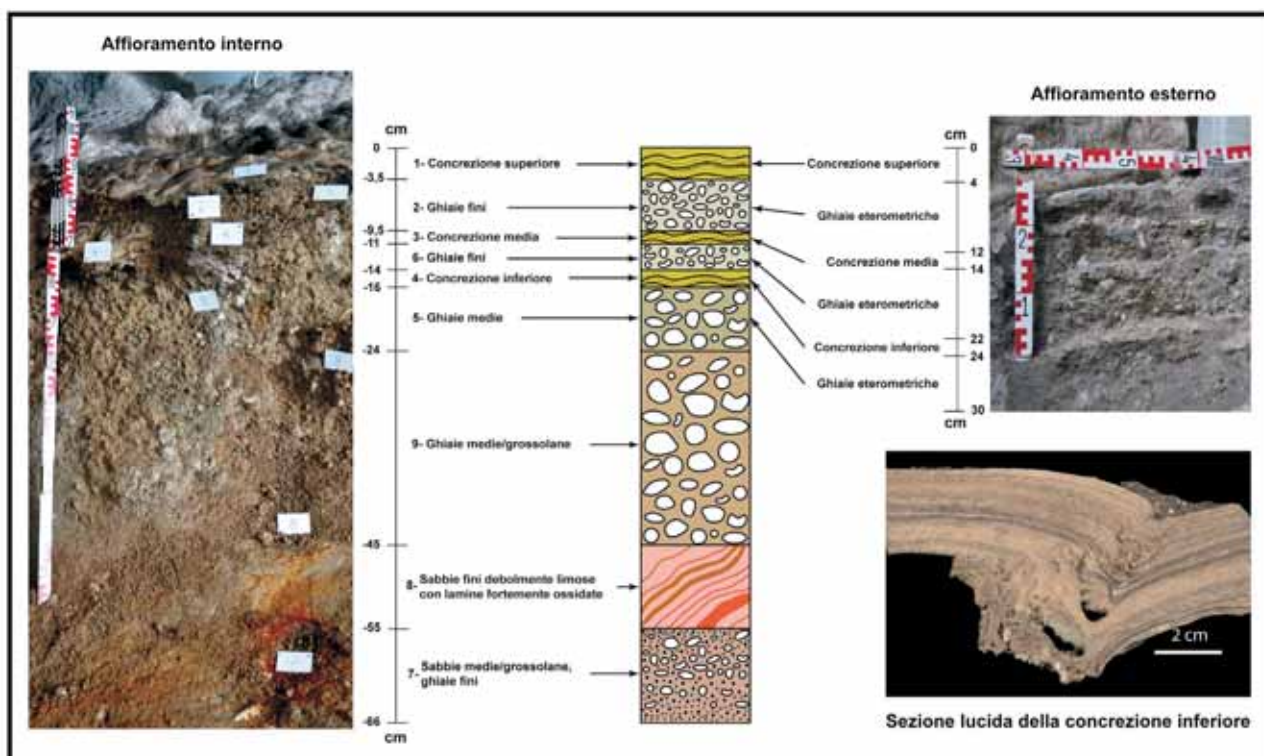 Affioramento interno
cm
0
1- Concrezione superiore
-3,5
2- Ghiaie fini
-9,5
3- Concrezione media
-11
6- Ghiaie fini
-14
4- Concrezione inferiore
-16
5- Ghiaie medie
-24
9- Ghiaie medie/grossolane
-45
8- Sabbie fini debolmente limose
con lamine fortemente ossidate
-55
7- Sabbie medie/grossolane,
ghiaie fini
-66
cm
Concrezione superiore
Ghiaie eterometriche
Concrezione media
Ghiaie eterometriche
Concrezione inferiore
Ghiaie eterometriche
Affioramento esterno
cm
0
4
12
14
22
24
30
cm
2
1
2 cm
Sezione lucida della concrezione inferiore